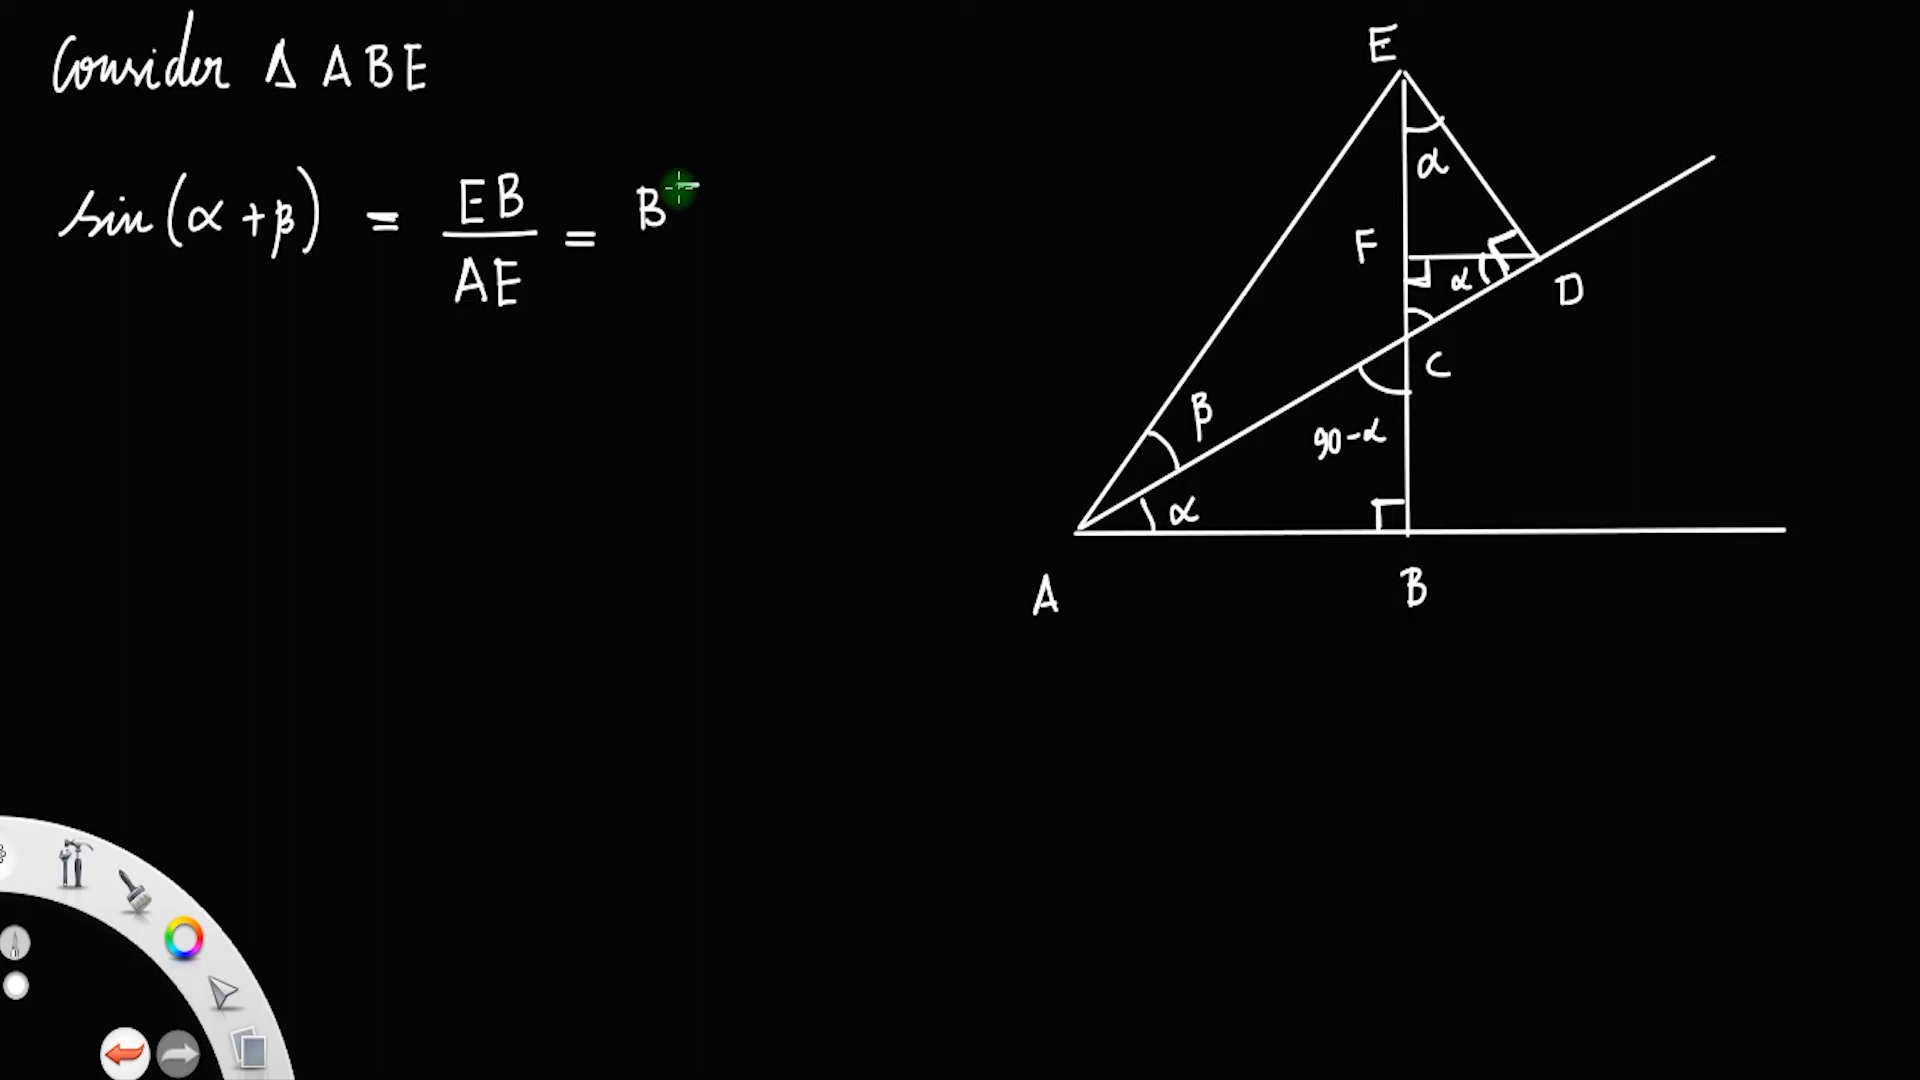 Consider Δ ABE
sin(α+β) = EB/AE = B
E
α
F
α
D
C
β
90-α
α
A
B